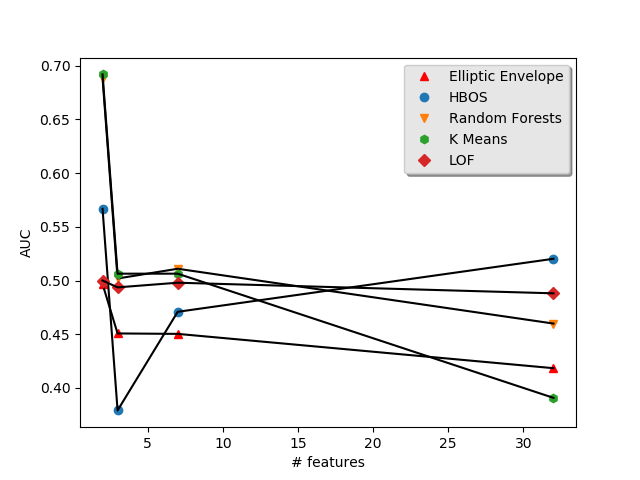 0.70
0.65
0.60
0.55
0.50
0.45
0.40
AUC
5
10
15
20
25
30
# features
Elliptic Envelope
HBOS
Random Forests
K Means
LOF